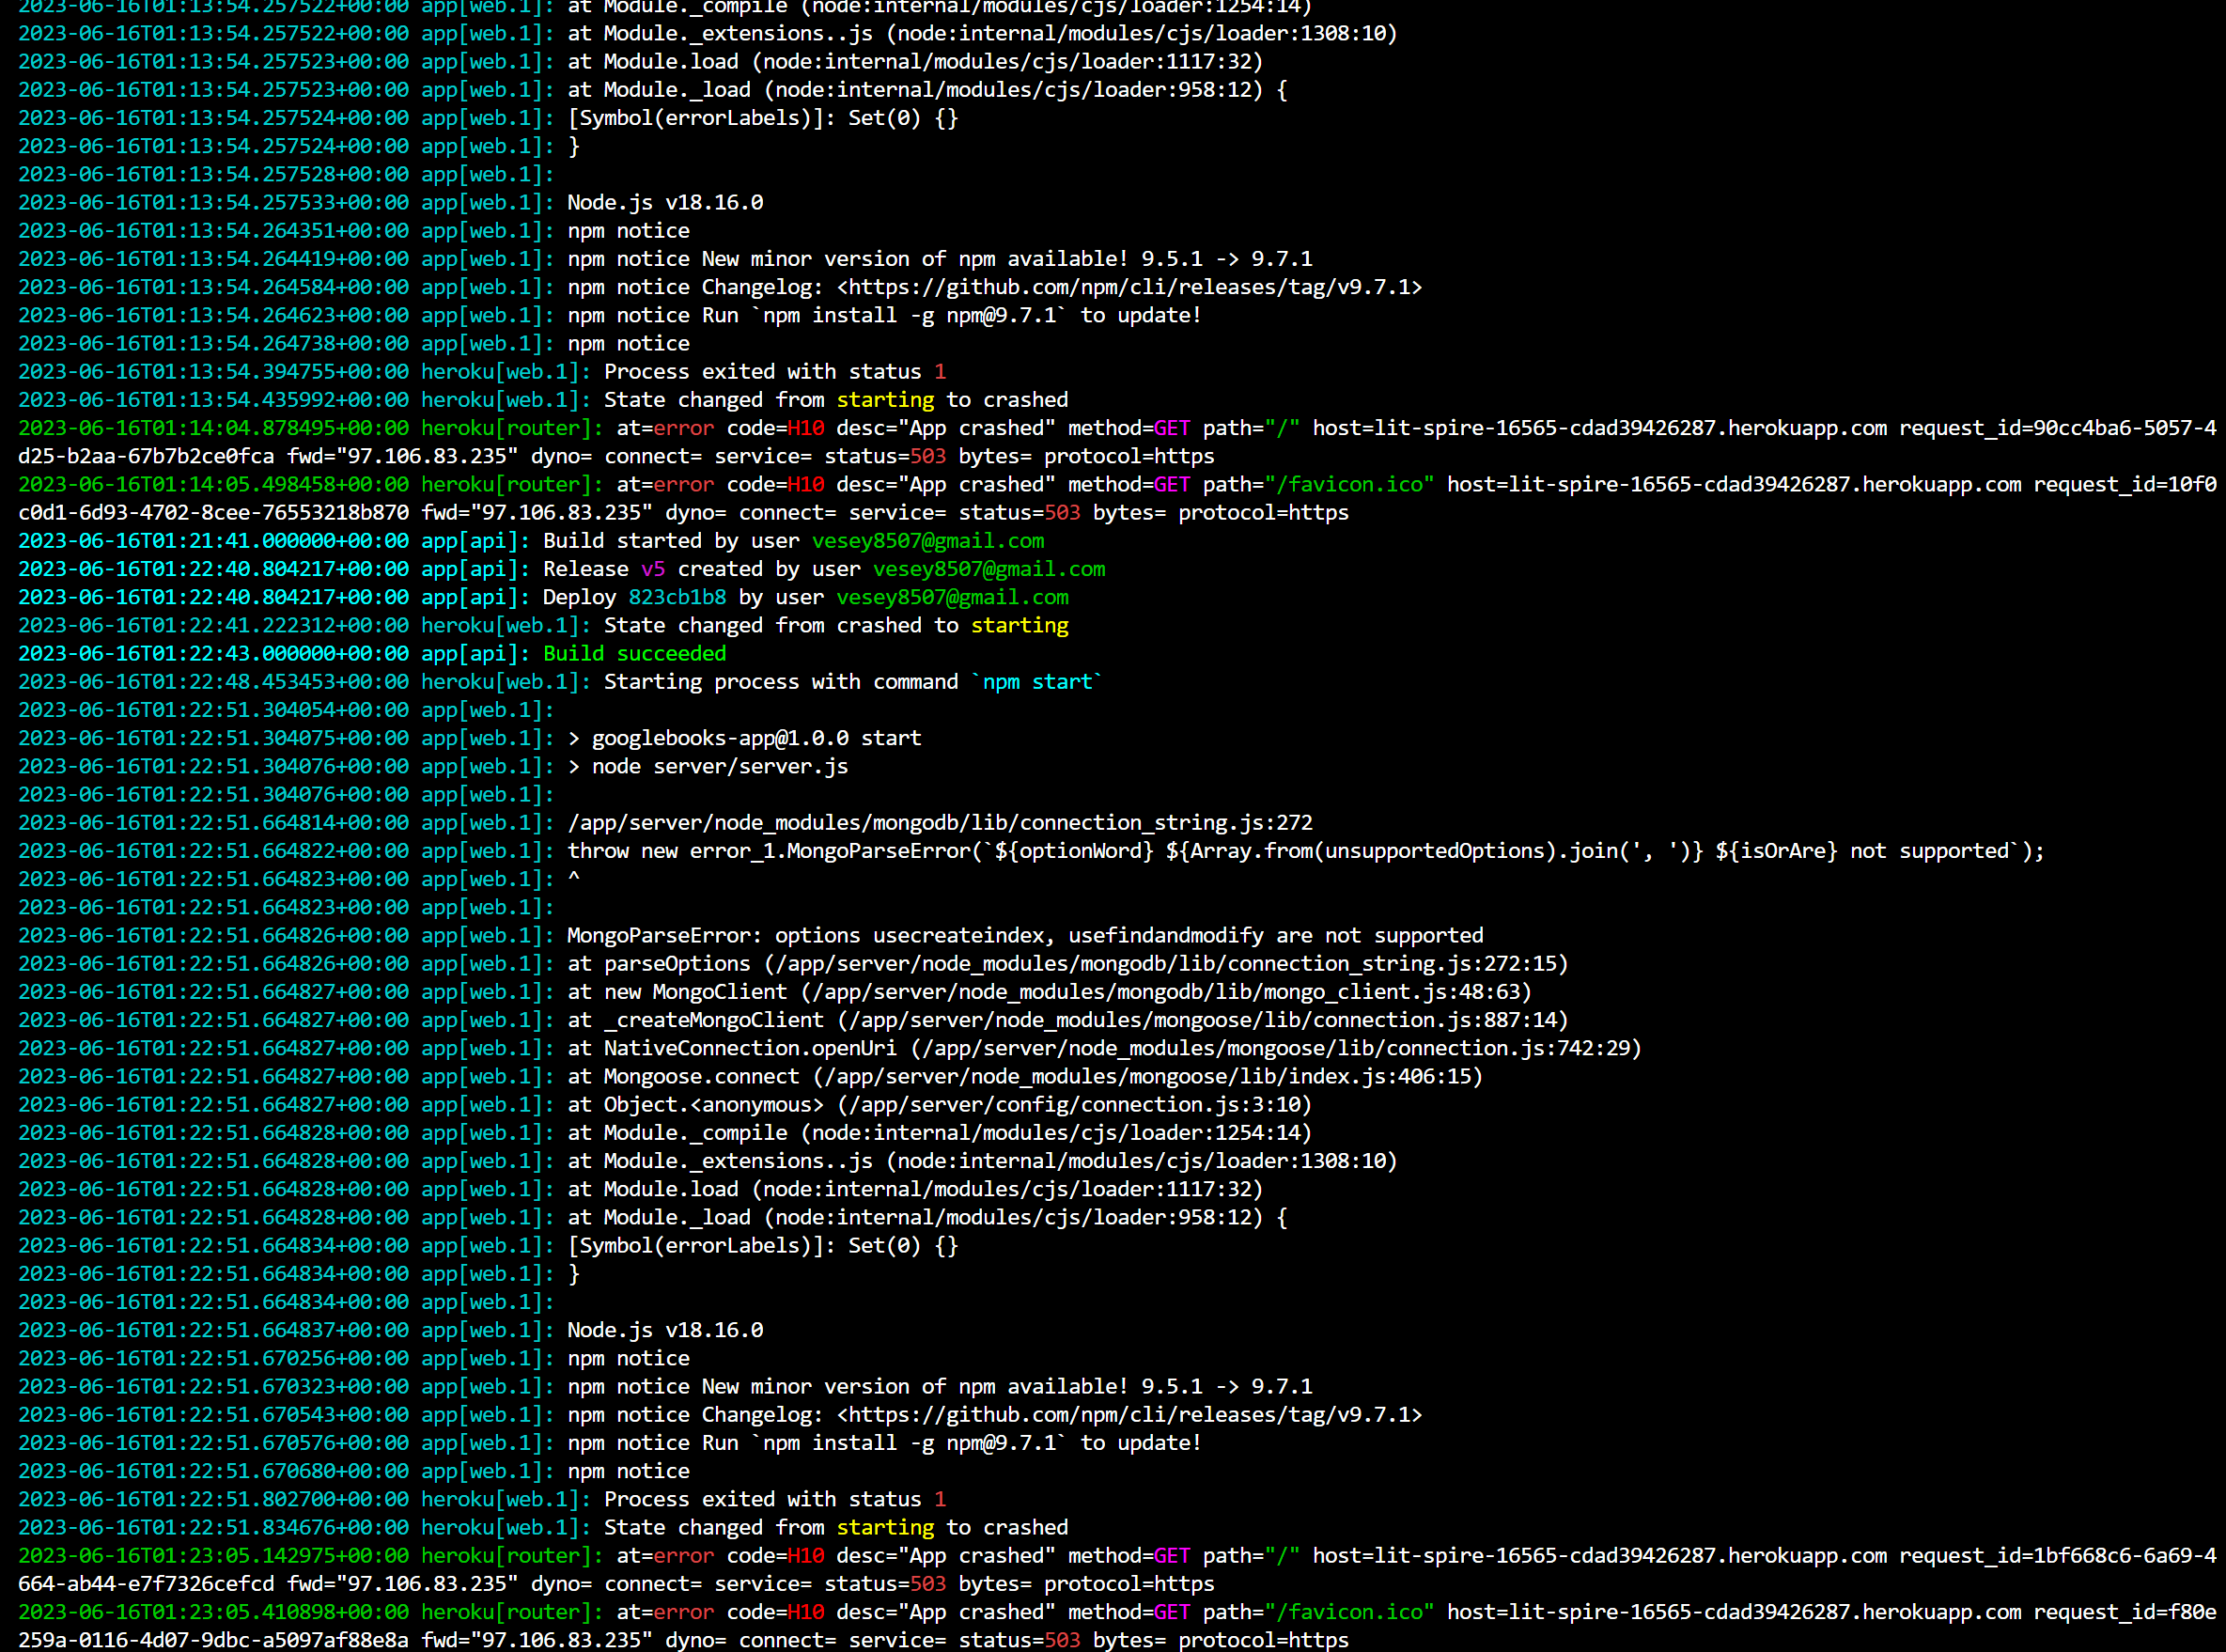 2023-06-16T01:13:54.257522+00:00 app[web.1]: at Module._compile (node:internal/modules/cjs/loader:1254:14)
2023-06-16T01:13:54.257522+00:00 app[web.1]: at Module._extensions..js (node:internal/modules/cjs/loader:1308:10)
2023-06-16T01:13:54.257523+00:00 app[web.1]: at Module.load (node:internal/modules/cjs/loader:1117:32)
2023-06-16T01:13:54.257523+00:00 app[web.1]: at Module._load (node:internal/modules/cjs/loader:958:12) {
2023-06-16T01:13:54.257524+00:00 app[web.1]: [Symbol(errorLabels)]: Set(0) {}
2023-06-16T01:13:54.257524+00:00 app[web.1]: }
2023-06-16T01:13:54.257528+00:00 app[web.1]:
2023-06-16T01:13:54.257533+00:00 app[web.1]: Node.js v18.16.0
2023-06-16T01:13:54.264351+00:00 app[web.1]: npm notice
2023-06-16T01:13:54.264419+00:00 app[web.1]: npm notice New minor version of npm available! 9.5.1 -> 9.7.1
2023-06-16T01:13:54.264584+00:00 app[web.1]: npm notice Changelog: <https://github.com/npm/cli/releases/tag/v9.7.1>
2023-06-16T01:13:54.264623+00:00 app[web.1]: npm notice Run `npm install -g npm@9.7.1` to update!
2023-06-16T01:13:54.264738+00:00 app[web.1]: npm notice
2023-06-16T01:13:54.394755+00:00 heroku[web.1]: Process exited with status 1
2023-06-16T01:13:54.435992+00:00 heroku[web.1]: State changed from starting to crashed
2023-06-16T01:14:04.878495+00:00 heroku[router]: at=error code=H10 desc="App crashed" method=GET path="/" host=lit-spire-16565-cdad39426287.herokuapp.com request_id=90cc4ba6-5057-4
d25-b2aa-67b7b2ce0fca fwd="97.106.83.235" dyno= connect= service= status=503 bytes= protocol=https
2023-06-16T01:14:05.498458+00:00 heroku[router]: at=error code=H10 desc="App crashed" method=GET path="/favicon.ico" host=lit-spire-16565-cdad39426287.herokuapp.com request_id=10f0
c0d1-6d93-4702-8cee-76553218b870 fwd="97.106.83.235" dyno= connect= service= status=503 bytes= protocol=https
2023-06-16T01:21:41.000000+00:00 app[api]: Build started by user vesey8507@gmail.com
2023-06-16T01:22:40.804217+00:00 app[api]: Release v5 created by user vesey8507@gmail.com
2023-06-16T01:22:40.804217+00:00 app[api]: Deploy 823cb1b8 by user vesey8507@gmail.com
2023-06-16T01:22:41.222312+00:00 heroku[web.1]: State changed from crashed to starting
2023-06-16T01:22:43.000000+00:00 app[api]: Build succeeded
2023-06-16T01:22:48.453453+00:00 heroku[web.1]: Starting process with command `npm start`
2023-06-16T01:22:51.304054+00:00 app[web.1]:
2023-06-16T01:22:51.304075+00:00 app[web.1]: > googlebooks-app@1.0.0 start
2023-06-16T01:22:51.304076+00:00 app[web.1]: > node server/server.js
2023-06-16T01:22:51.304076+00:00 app[web.1]:
2023-06-16T01:22:51.664814+00:00 app[web.1]: /app/server/node_modules/mongodb/lib/connection_string.js:272
2023-06-16T01:22:51.664822+00:00 app[web.1]: throw new error_1.MongoParseError(`${optionWord} ${Array.from(unsupportedOptions).join(', ')} ${isOrAre} not supported`);
2023-06-16T01:22:51.664823+00:00 app[web.1]: ^
2023-06-16T01:22:51.664823+00:00 app[web.1]:
2023-06-16T01:22:51.664826+00:00 app[web.1]: MongoParseError: options usecreateindex, usefindandmodify are not supported
2023-06-16T01:22:51.664826+00:00 app[web.1]: at parseOptions (/app/server/node_modules/mongodb/lib/connection_string.js:272:15)
2023-06-16T01:22:51.664827+00:00 app[web.1]: at new MongoClient (/app/server/node_modules/mongodb/lib/mongo_client.js:48:63)
2023-06-16T01:22:51.664827+00:00 app[web.1]: at _createMongoClient (/app/server/node_modules/mongoose/lib/connection.js:887:14)
2023-06-16T01:22:51.664827+00:00 app[web.1]: at NativeConnection.openUri (/app/server/node_modules/mongoose/lib/connection.js:742:29)
2023-06-16T01:22:51.664827+00:00 app[web.1]: at Mongoose.connect (/app/server/node_modules/mongoose/lib/index.js:406:15)
2023-06-16T01:22:51.664827+00:00 app[web.1]: at Object.<anonymous> (/app/server/config/connection.js:3:10)
2023-06-16T01:22:51.664828+00:00 app[web.1]: at Module._compile (node:internal/modules/cjs/loader:1254:14)
2023-06-16T01:22:51.664828+00:00 app[web.1]: at Module._extensions..js (node:internal/modules/cjs/loader:1308:10)
2023-06-16T01:22:51.664828+00:00 app[web.1]: at Module.load (node:internal/modules/cjs/loader:1117:32)
2023-06-16T01:22:51.664828+00:00 app[web.1]: at Module._load (node:internal/modules/cjs/loader:958:12) {
2023-06-16T01:22:51.664834+00:00 app[web.1]: [Symbol(errorLabels)]: Set(0) {}
2023-06-16T01:22:51.664834+00:00 app[web.1]: }
2023-06-16T01:22:51.664834+00:00 app[web.1]:
2023-06-16T01:22:51.664837+00:00 app[web.1]: Node.js v18.16.0
2023-06-16T01:22:51.670256+00:00 app[web.1]: npm notice
2023-06-16T01:22:51.670323+00:00 app[web.1]: npm notice New minor version of npm available! 9.5.1 -> 9.7.1
2023-06-16T01:22:51.670543+00:00 app[web.1]: npm notice Changelog: <https://github.com/npm/cli/releases/tag/v9.7.1>
2023-06-16T01:22:51.670576+00:00 app[web.1]: npm notice Run `npm install -g npm@9.7.1` to update!
2023-06-16T01:22:51.670680+00:00 app[web.1]: npm notice
2023-06-16T01:22:51.802700+00:00 heroku[web.1]: Process exited with status 1
2023-06-16T01:22:51.834676+00:00 heroku[web.1]: State changed from starting to crashed
2023-06-16T01:23:05.142975+00:00 heroku[router]: at=error code=H10 desc="App crashed" method=GET path="/" host=lit-spire-16565-cdad39426287.herokuapp.com request_id=1bf668c6-6a69-4
664-ab44-e7f7326cefcd fwd="97.106.83.235" dyno= connect= service= status=503 bytes= protocol=https
2023-06-16T01:23:05.410898+00:00 heroku[router]: at=error code=H10 desc="App crashed" method=GET path="/favicon.ico" host=lit-spire-16565-cdad39426287.herokuapp.com request_id=f80e
259a-0116-4d07-9dbc-a5097af88e8a fwd="97.106.83.235" dyno= connect= service= status=503 bytes= protocol=https